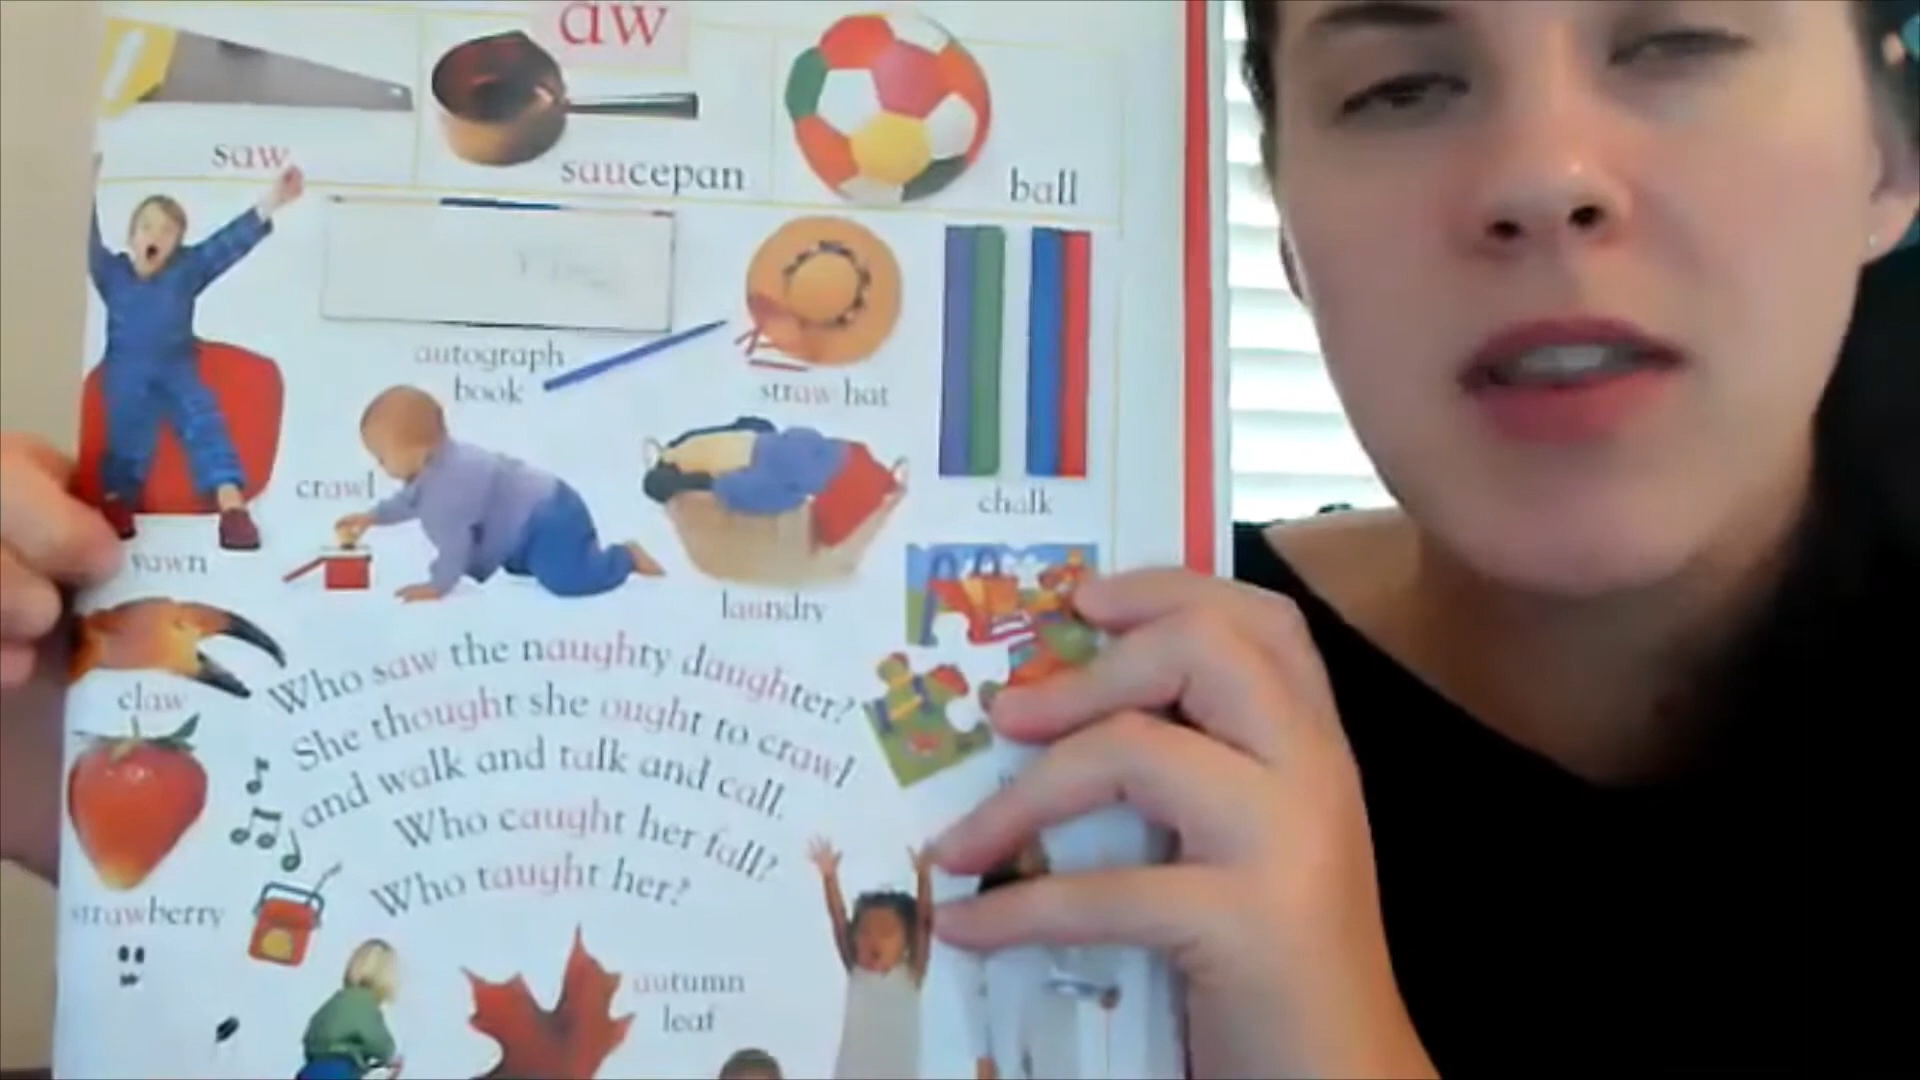 aw
saw
saucepan
ball
yawn
autograph
book
straw hat
chalk
crawl
laundry
claw
strawberry
Who saw the naughty daughter?
She thought she ought to crawl
and walk and talk and call.
Who caught her fall?
Who taught her?
autumn
leaf